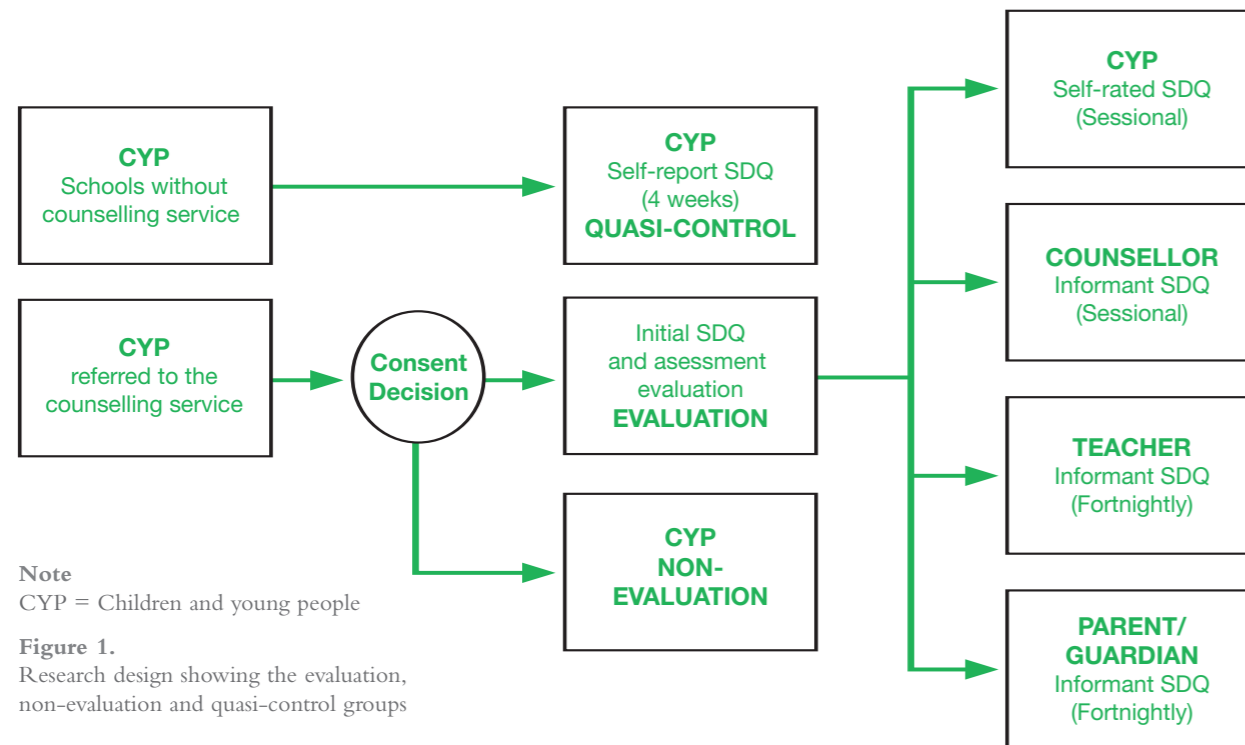 CYP
Schools without
counselling service
CYP
Self-report SDQ
(4 weeks)
QUASI-CONTROL
CYP
referred to the
counselling service
Consent
Decision
Initial SDQ
and asessment
evaluation
EVALUATION
CYP
NON-
EVALUATION
CYP
Self-rated SDQ
(Sessional)
COUNSELLOR
Informant SDQ
(Sessional)
TEACHER
Informant SDQ
(Fortnightly)
PARENT/
GUARDIAN
Informant SDQ
(Fortnightly)
Note
CYP = Children and young people
Figure 1.
Research design showing the evaluation,
non-evaluation and quasi-control groups